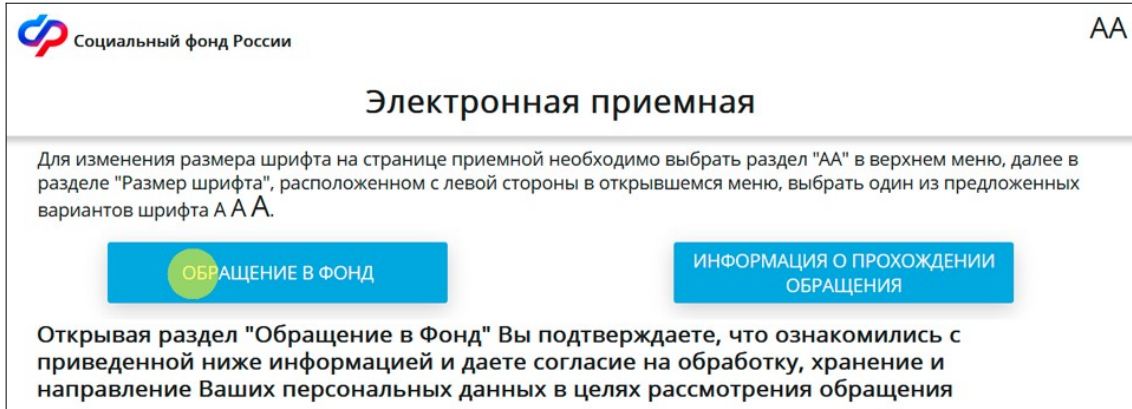 Социальный фонд России
AA
Электронная приемная
Для изменения размера шрифта на странице приемной необходимо выбрать раздел "АА" в верхнем меню, далее в
разделе "Размер шрифта", расположенном с левой стороны в открывшемся меню, выбрать один из предложенных
вариантов шрифта А А А.
ОБРАЩЕНИЕ В ФОНД
ИНФОРМАЦИЯ О ПРОХОЖДЕНИИ
ОБРАЩЕНИЯ
Открывая раздел "Обращение в Фонд" Вы подтверждаете, что ознакомились с
приведенной ниже информацией и даете согласие на обработку, хранение и
направление Ваших персональных данных в целях рассмотрения обращения